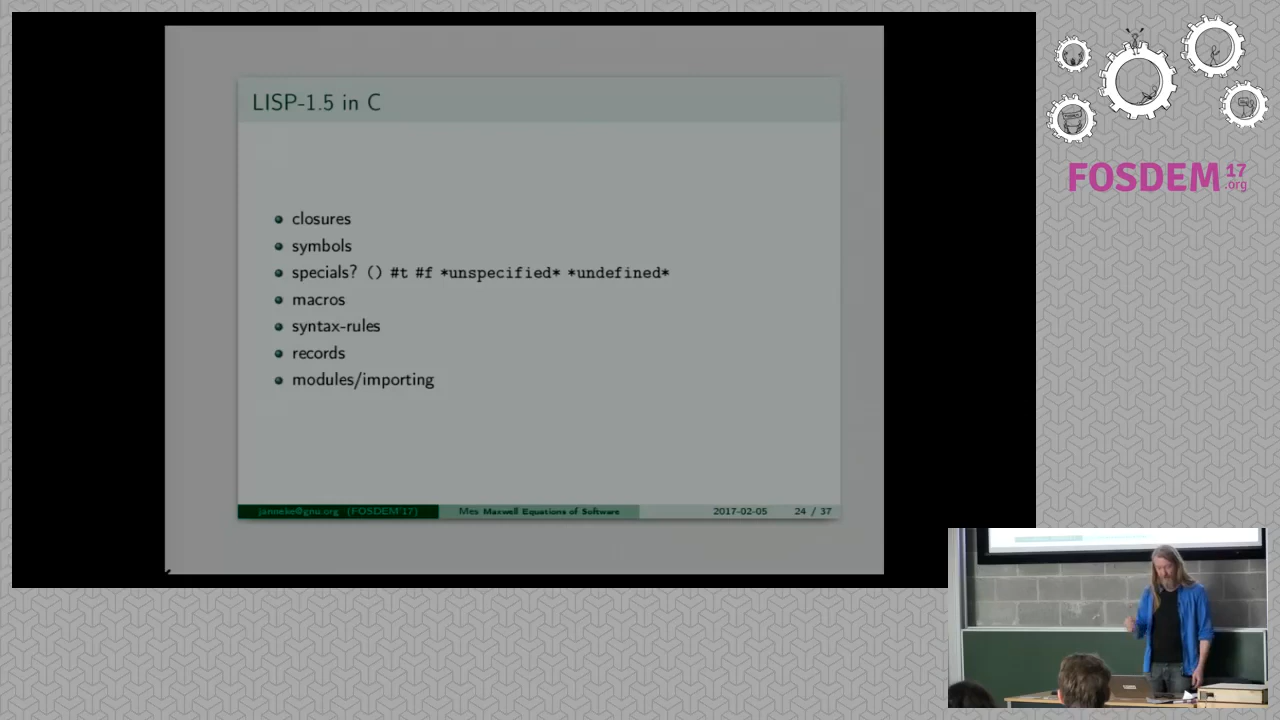 LISP-1.5 in C
closures
symbols
specials? () #t #f *unspecified* *undefined*
macros
syntax-rules
records
modules/importing
janneke@gnu.org (FOSDEM'17)
Mes Maxwell Equations of Software
2017-02-05
24 / 37
FOSDEM 17 .org